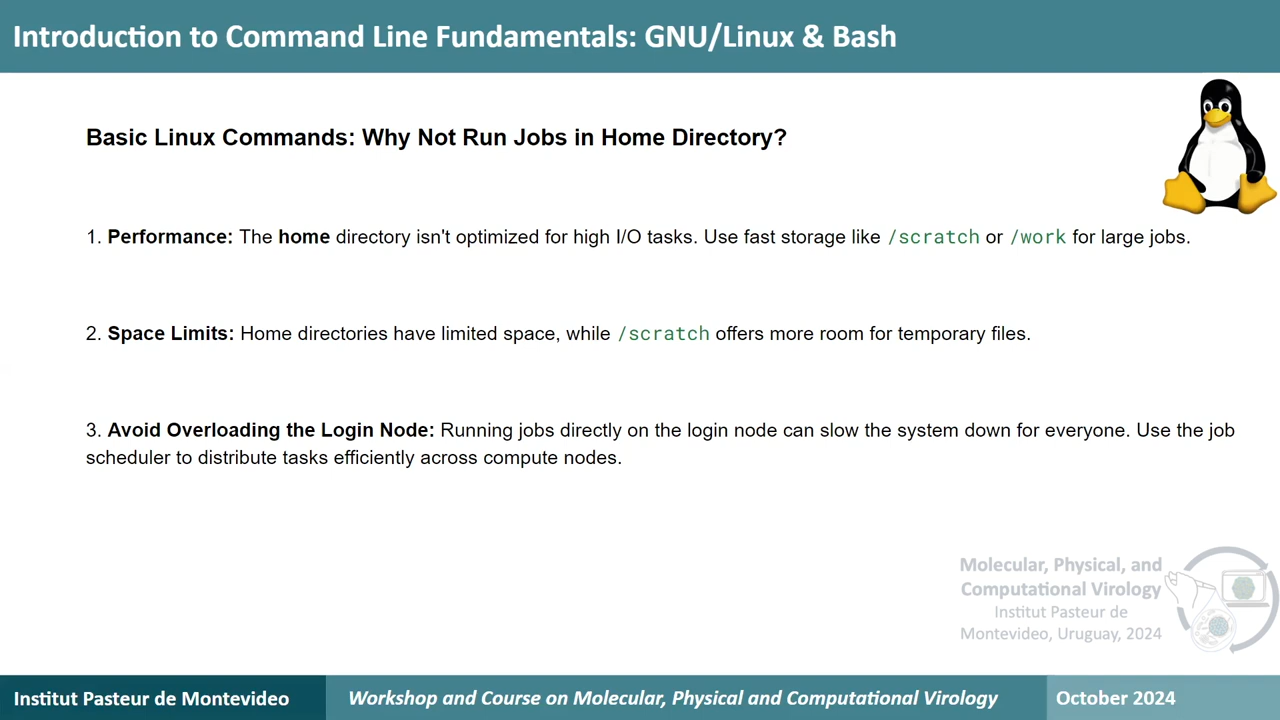 Introduction to Command Line Fundamentals: GNU/Linux & Bash
Basic Linux Commands: Why Not Run Jobs in Home Directory?
1. Performance: The home directory isn't optimized for high I/O tasks. Use fast storage like /scratch or /work for large jobs.
2. Space Limits: Home directories have limited space, while /scratch offers more room for temporary files.
3. Avoid Overloading the Login Node: Running jobs directly on the login node can slow the system down for everyone. Use the job
scheduler to distribute tasks efficiently across compute nodes.
Molecular, Physical, and
Computational Virology
Institut Pasteur de
Montevideo, Uruguay, 2024
Institut Pasteur de Montevideo
Workshop and Course on Molecular, Physical and Computational Virology
October 2024